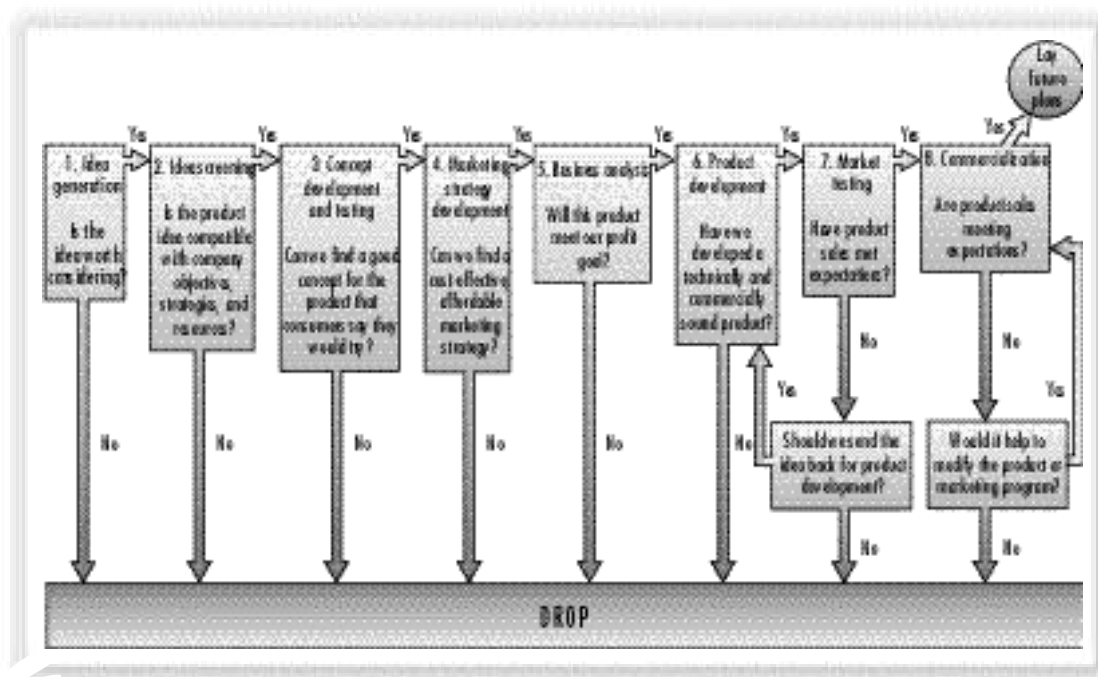 Lay
Future
plans
Yes
Yes
Yes
Yes
Yes
Yes
Yes
Yes
1. Idea
generation
Is the
idea worth
considering?
2. Idea screening
Is the product
idea compatible
with company
objectives,
strategies, and
resources?
3. Concept
development
and testing
Can we find a good
concept for the
product that
consumers say they
would try?
4. Marketing
strategy
development
Can we find a
cost effective,
affordable
marketing
strategy?
5. Business analysis
Will this product
meet our profit
goal?
6. Product
development
Have we
developed a
technically and
commercially
sound product?
7. Market
testing
Have product
sales met
expectations?
8. Commercialization
Are product sales
meeting
expectations?
No
No
Yes
Yes
No
No
No
No
No
No
Should we send the
idea back for product
development?
Would it help to
modify the product or
marketing program?
No
No
DROP